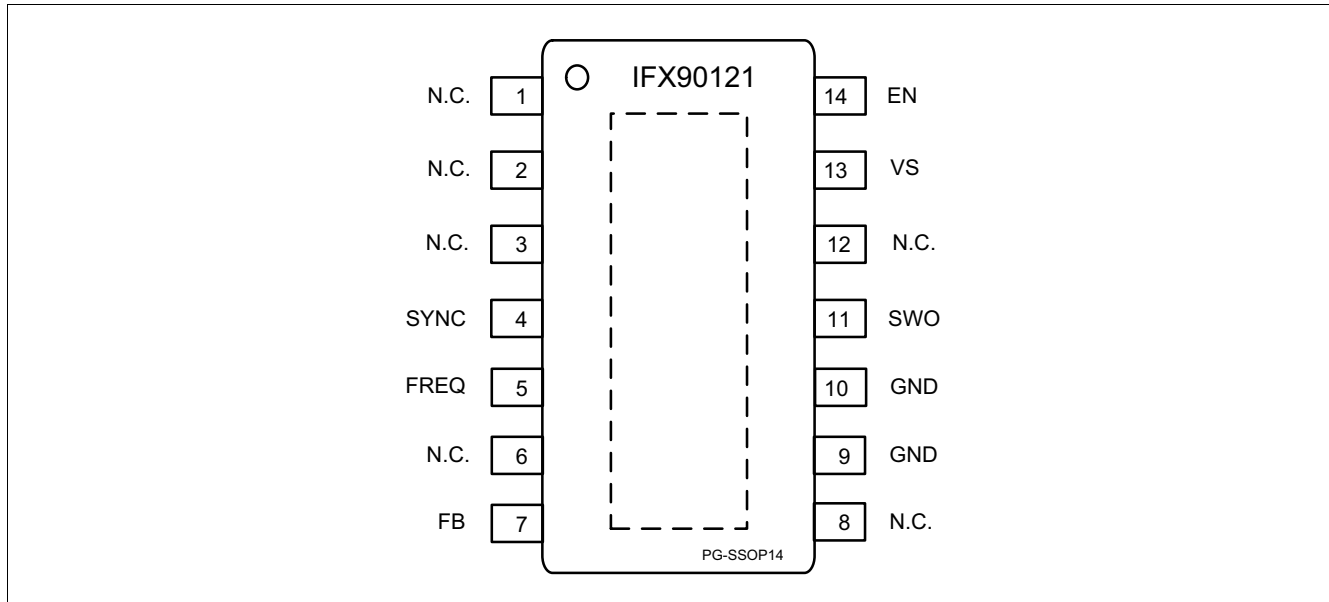 IFX90121
N.C. 1 14 EN
N.C. 2 13 VS
N.C. 3 12 N.C.
SYNC 4 11 SWO
FREQ 5 10 GND
N.C. 6 9 GND
FB 7 8 N.C.
PG-SSOP14